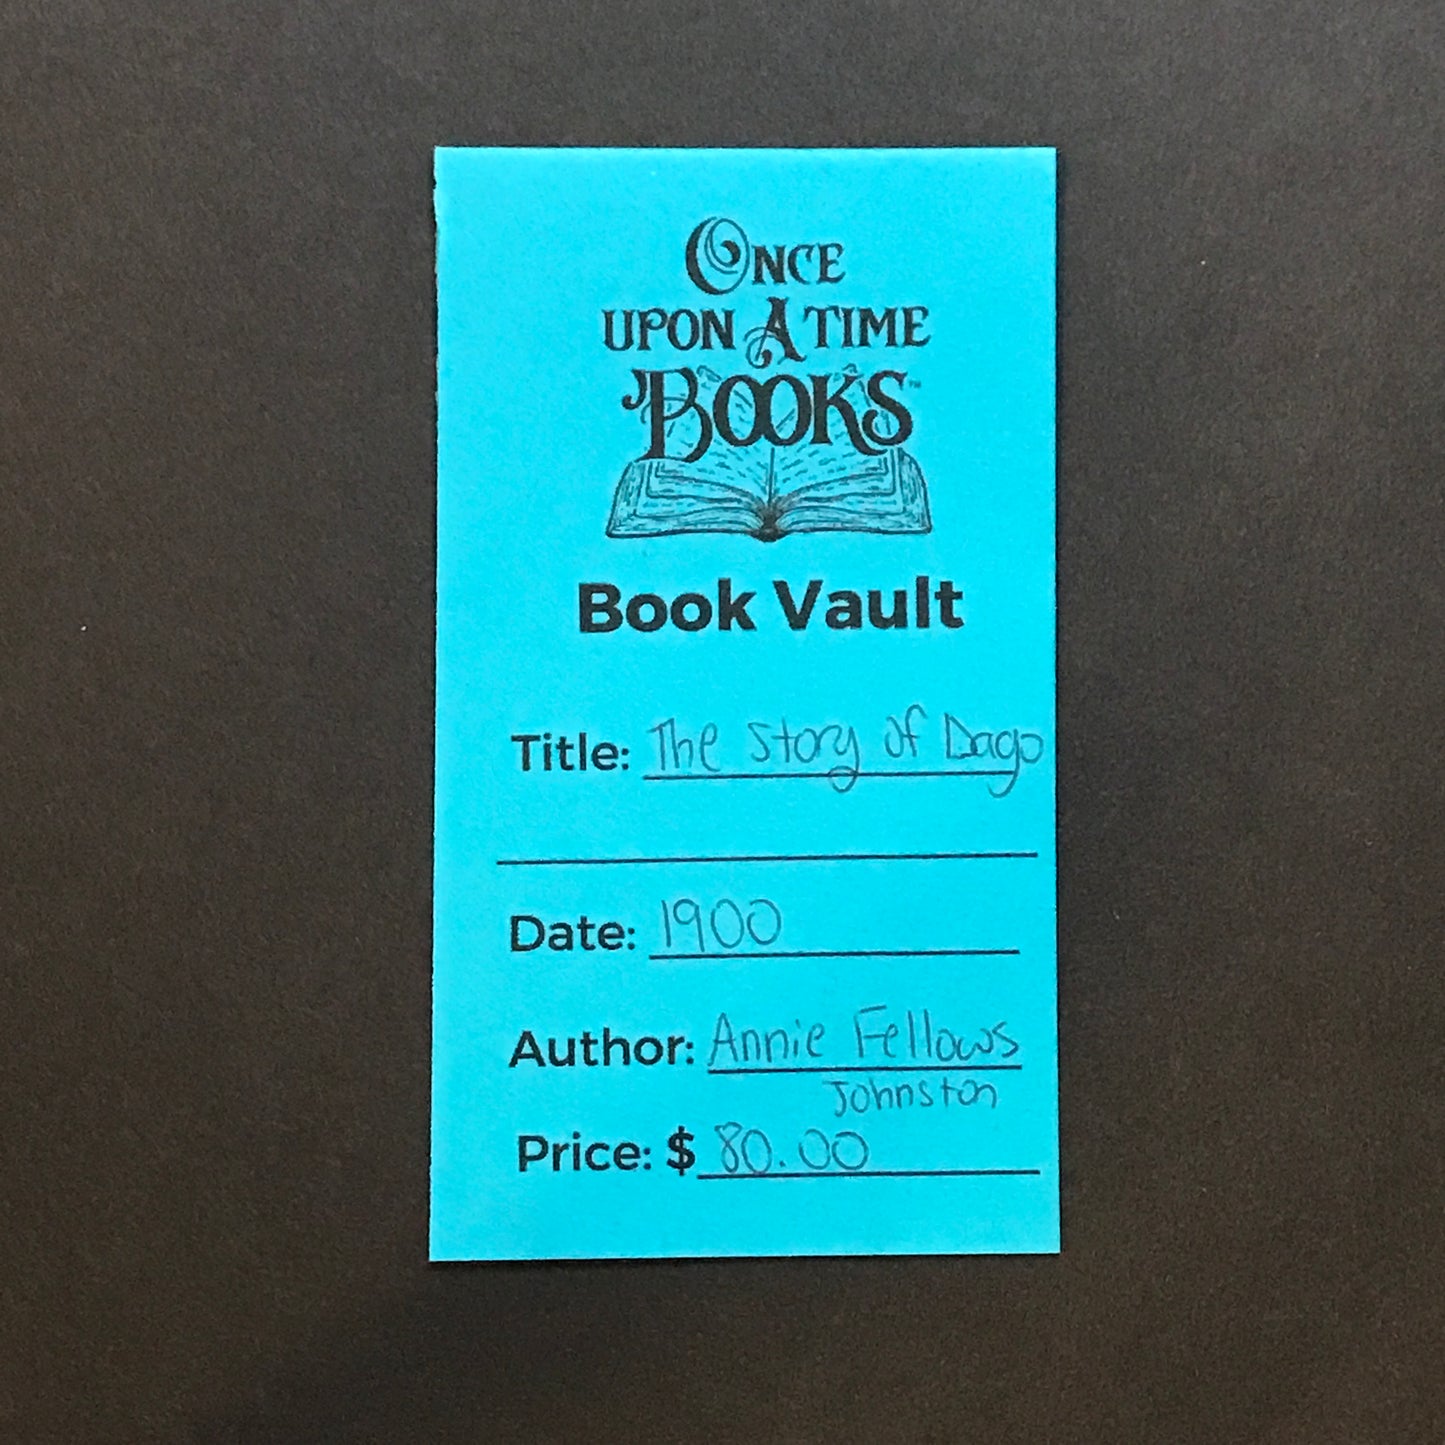 ONCE
UPON A TIME
BOOKS™
Book Vault
Title: The Story of Dago
Date: 1900
Author: Annie Fellows
Johnston
Price: $ 80.00